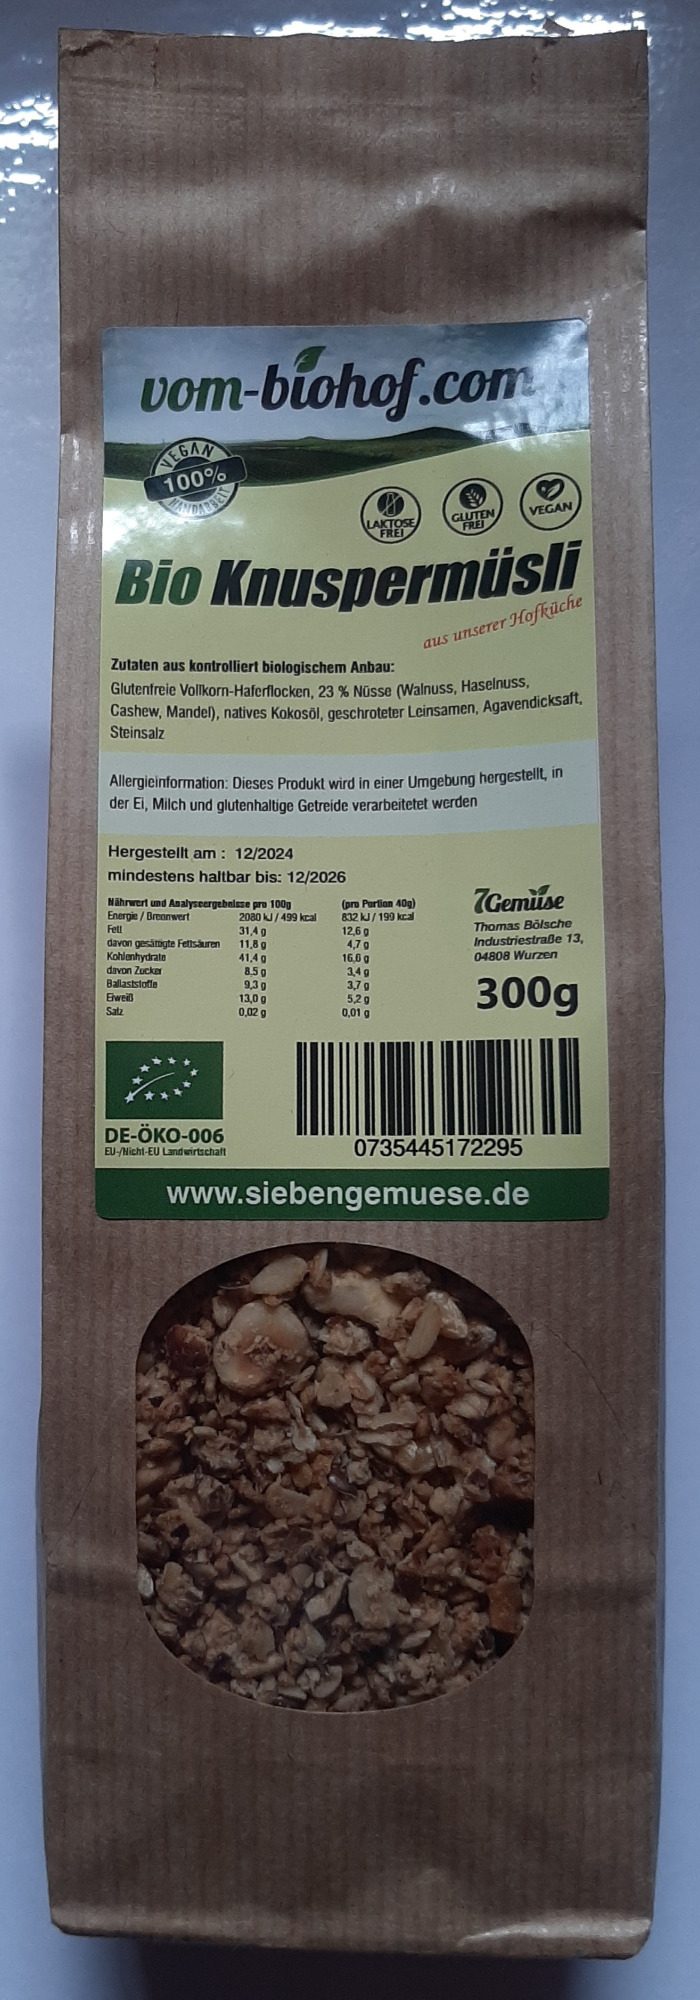 vom-biohof.com
VEGAN
100%
HANDARBEIT
LAKTOSE
FREI
GLUTEN
FREI
VEGAN
Bio Knuspermüsli
aus unserer Hofküche
Zutaten aus kontrolliert biologischem Anbau:
Glutenfreie Vollkorn-Haferflocken, 23 % Nüsse (Walnuss, Haselnuss,
Cashew, Mandel), natives Kokosöl, geschroteter Leinsamen, Agavendicksaft,
Steinsalz
Allergieinformation: Dieses Produkt wird in einer Umgebung hergestellt, in
der Ei, Milch und glutenhaltige Getreide verarbeitetet werden
Hergestellt am : 12/2024
mindestens haltbar bis: 12/2026
Nährwert und Analyseergebnisse pro 100g (pro Portion 40g)
Energie / Brennwert 2080 kJ / 499 kcal 832 kJ / 199 kcal
Fett 31,4 g 12,6 g
davon gesättigte Fettsäuren 11,8 g 4,7 g
Kohlenhydrate 41,4 g 16,6 g
davon Zucker 8,5 g 3,4 g
Ballaststoffe 9,3 g 3,7 g
Eiweiß 13,0 g 5,2 g
Salz 0,02 g 0,01 g
7Gemüse
Thomas Bölsche
Industriestraße 13,
04808 Wurzen
300g
DE-ÖKO-006
EU-/Nicht-EU Landwirtschaft
0735445172295
www.siebengemuese.de